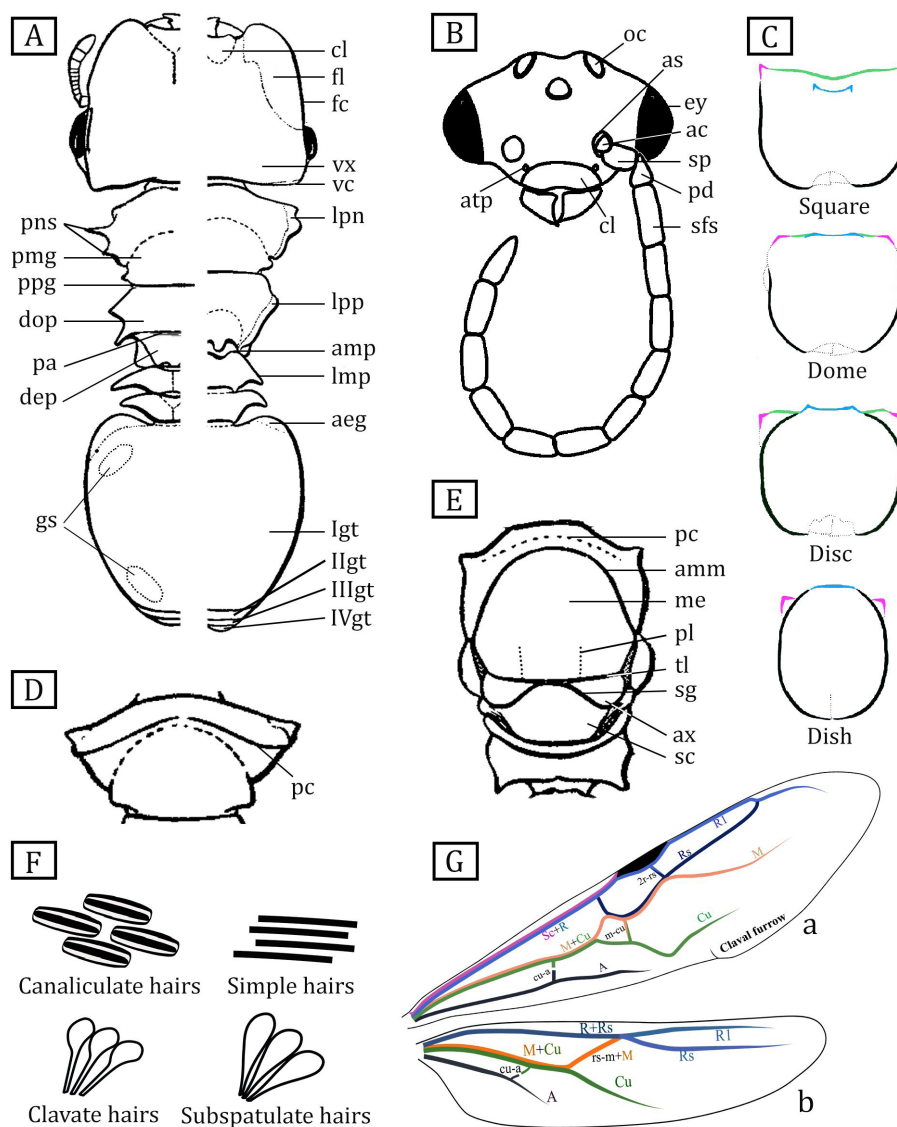 A
cl
fl
fc
vx
vc
pns
pmg
ppg
dop
pa
dep
gs
lpn
lpp
amp
lmp
aeg
Igt
IIgt
IIIgt
IVgt
B
oc
as
ey
ac
sp
pd
sfs
atp
cl
C
Square
Dome
Disc
Dish
D
pc
E
pc
amm
me
pl
tl
sg
ax
sc
F
Canaliculate hairs
Simple hairs
Clavate hairs
Subspatulate hairs
G
R1
Rs
2r-rs
M
Sc+R
M+Cu
m-cu
Cu
cu-a
A
Claval furrow
a
R+Rs
R1
M+Cu
rs-m+M
Rs
cu-a
Cu
A
b